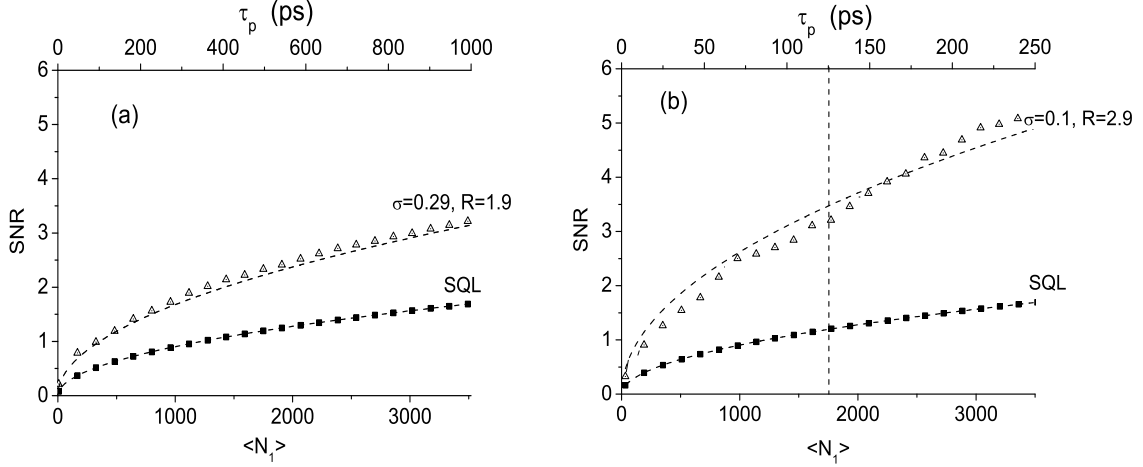 τp (ps)
0 200 400 600 800 1000
6
5
4
3
2
1
0
SNR
(a)
σ=0.29, R=1.9
SQL
0 1000 2000 3000
<N1>
τp (ps)
0 50 100 150 200 250
6
5
4
3
2
1
0
SNR
(b)
σ=0.1, R=2.9
SQL
0 1000 2000 3000
<N1>